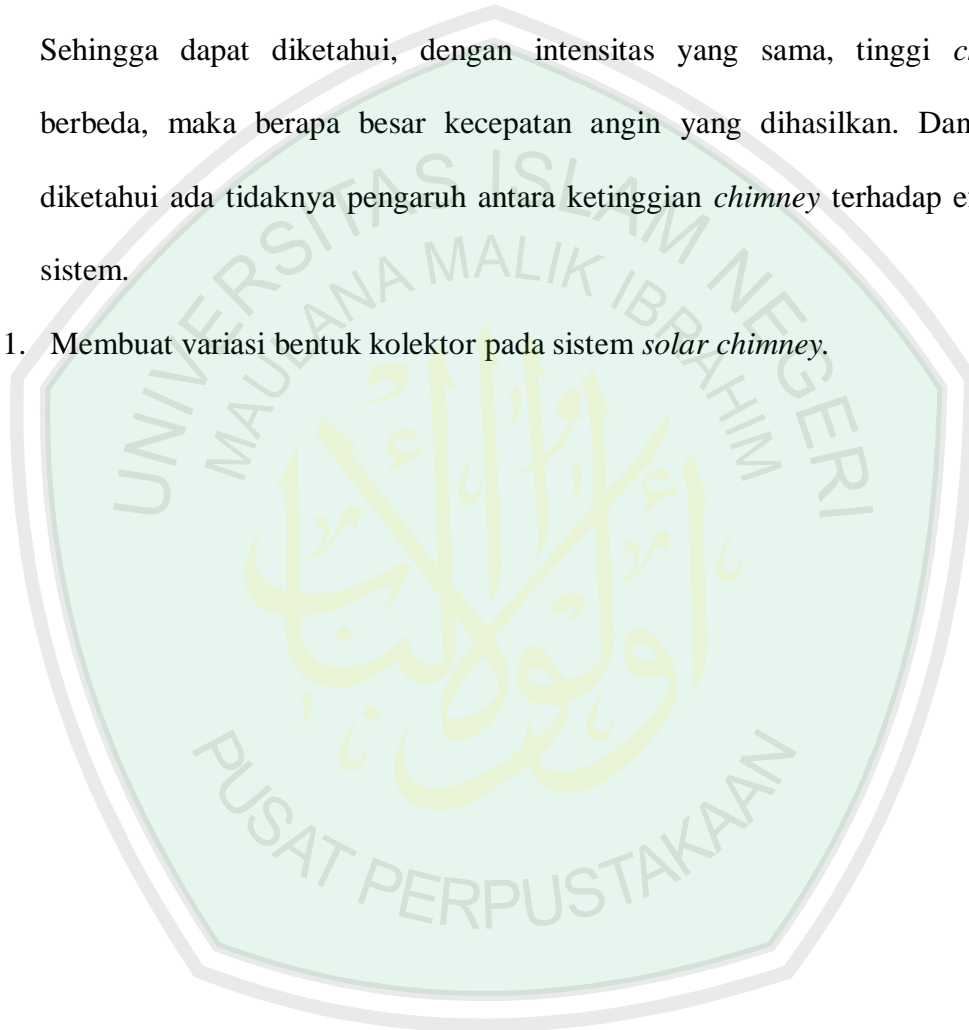 Sehingga dapat diketahui, dengan intensitas yang sama, tinggi
berbeda, maka berapa besar kecepatan angin yang dihasilkan. Dan
diketahui ada tidaknya pengaruh antara ketinggian chimney terhadap
sistem.
1. Membuat variasi bentuk kolektor pada sistem solar chimney.
UNIVERSITAS ISLAM NEGERI
MAULANA MALIK IBRAHIM
PUSAT PERPUSTAKAAN